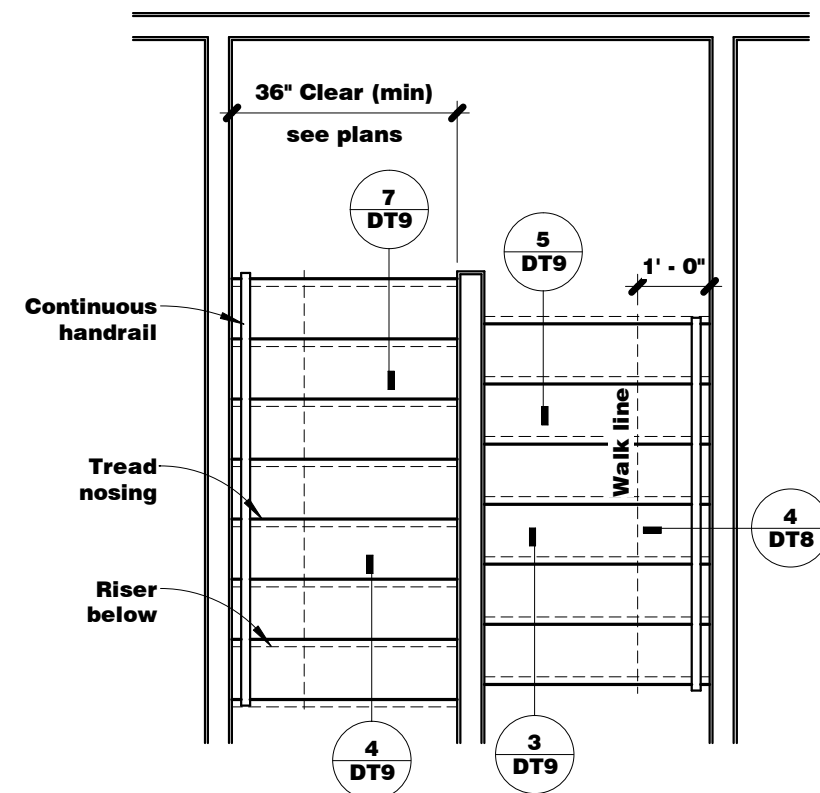 36" Clear (min)
see plans
7
DT9
5
DT9
1' - 0"
Continuous
handrail
Walk line
Tread
nosing
4
DT8
Riser
below
4
DT9
3
DT9